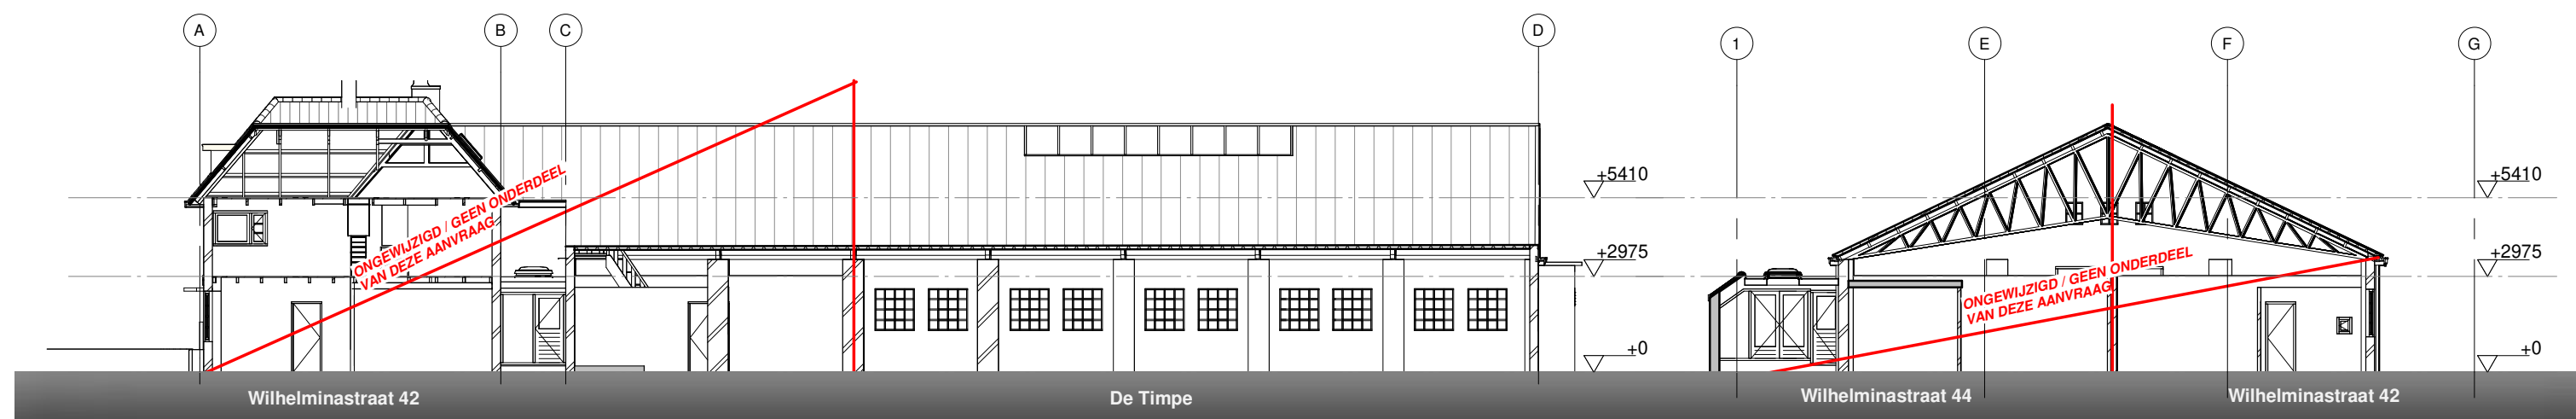 A
B
C
D
1
E
F
G
+5410
+2975
+0
+5410
+2975
+0
ONGEWIJZIGD / GEEN ONDERDEEL
VAN DEZE AANVRAAG
ONGEWIJZIGD / GEEN ONDERDEEL
VAN DEZE AANVRAAG
Wilhelminastraat 42
De Timpe
Wilhelminastraat 44
Wilhelminastraat 42